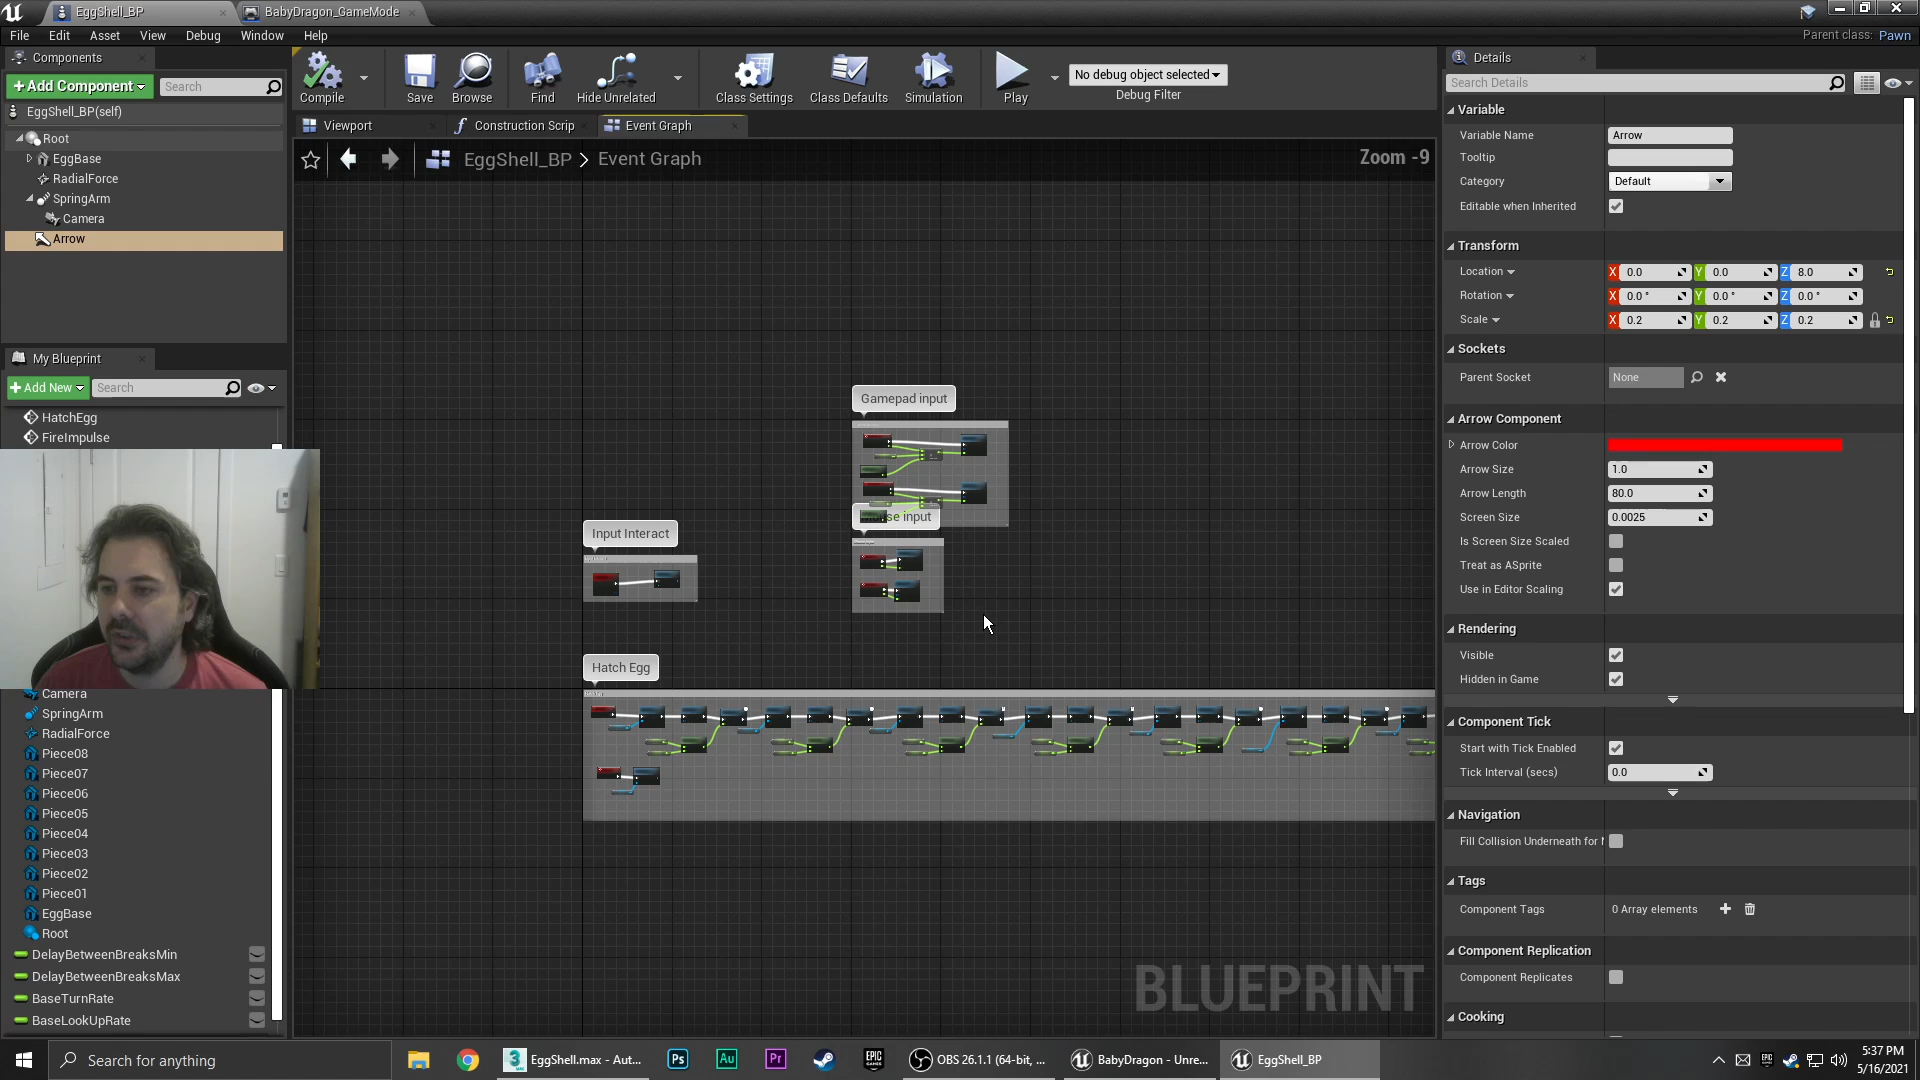 EggShell_BP
BabyDragon_GameMode
File Edit Asset View Debug Window Help
Parent class: Pawn
Components
+Add Component
Search
EggShell_BP(self)
Root
EggBase
RadialForce
SpringArm
Camera
Arrow
My Blueprint
+Add New
Search
HatchEgg
FireImpulse
Camera
SpringArm
RadialForce
Piece08
Piece07
Piece06
Piece05
Piece04
Piece03
Piece02
Piece01
EggBase
Root
DelayBetweenBreaksMin
DelayBetweenBreaksMax
BaseTurnRate
BaseLookUpRate
Compile
Save
Browse
Find
Hide Unrelated
Class Settings
Class Defaults
Simulation
Play
No debug object selected
Debug Filter
Viewport
Construction Scrip
Event Graph
EggShell_BP > Event Graph
Zoom -9
Gamepad input
input
Input Interact
Hatch Egg
BLUEPRINT
Details
Search Details
Variable
Variable Name Arrow
Tooltip
Category Default
Editable when Inherited
Transform
Location X 0.0 Y 0.0 Z 8.0
Rotation X 0.0 ° Y 0.0 ° Z 0.0 °
Scale X 0.2 Y 0.2 Z 0.2
Sockets
Parent Socket None
Arrow Component
Arrow Color
Arrow Size 1.0
Arrow Length 80.0
Screen Size 0.0025
Is Screen Size Scaled
Treat as ASprite
Use in Editor Scaling
Rendering
Visible
Hidden in Game
Component Tick
Start with Tick Enabled
Tick Interval (secs) 0.0
Navigation
Fill Collision Underneath for
Tags
Component Tags 0 Array elements
Component Replication
Component Replicates
Cooking
Search for anything
EggShell.max - Aut...
Ps
Au
Pr
EPIC GAMES
OBS 26.1.1 (64-bit, ...
BabyDragon - Unre...
EggShell_BP
5:37 PM
5/16/2021